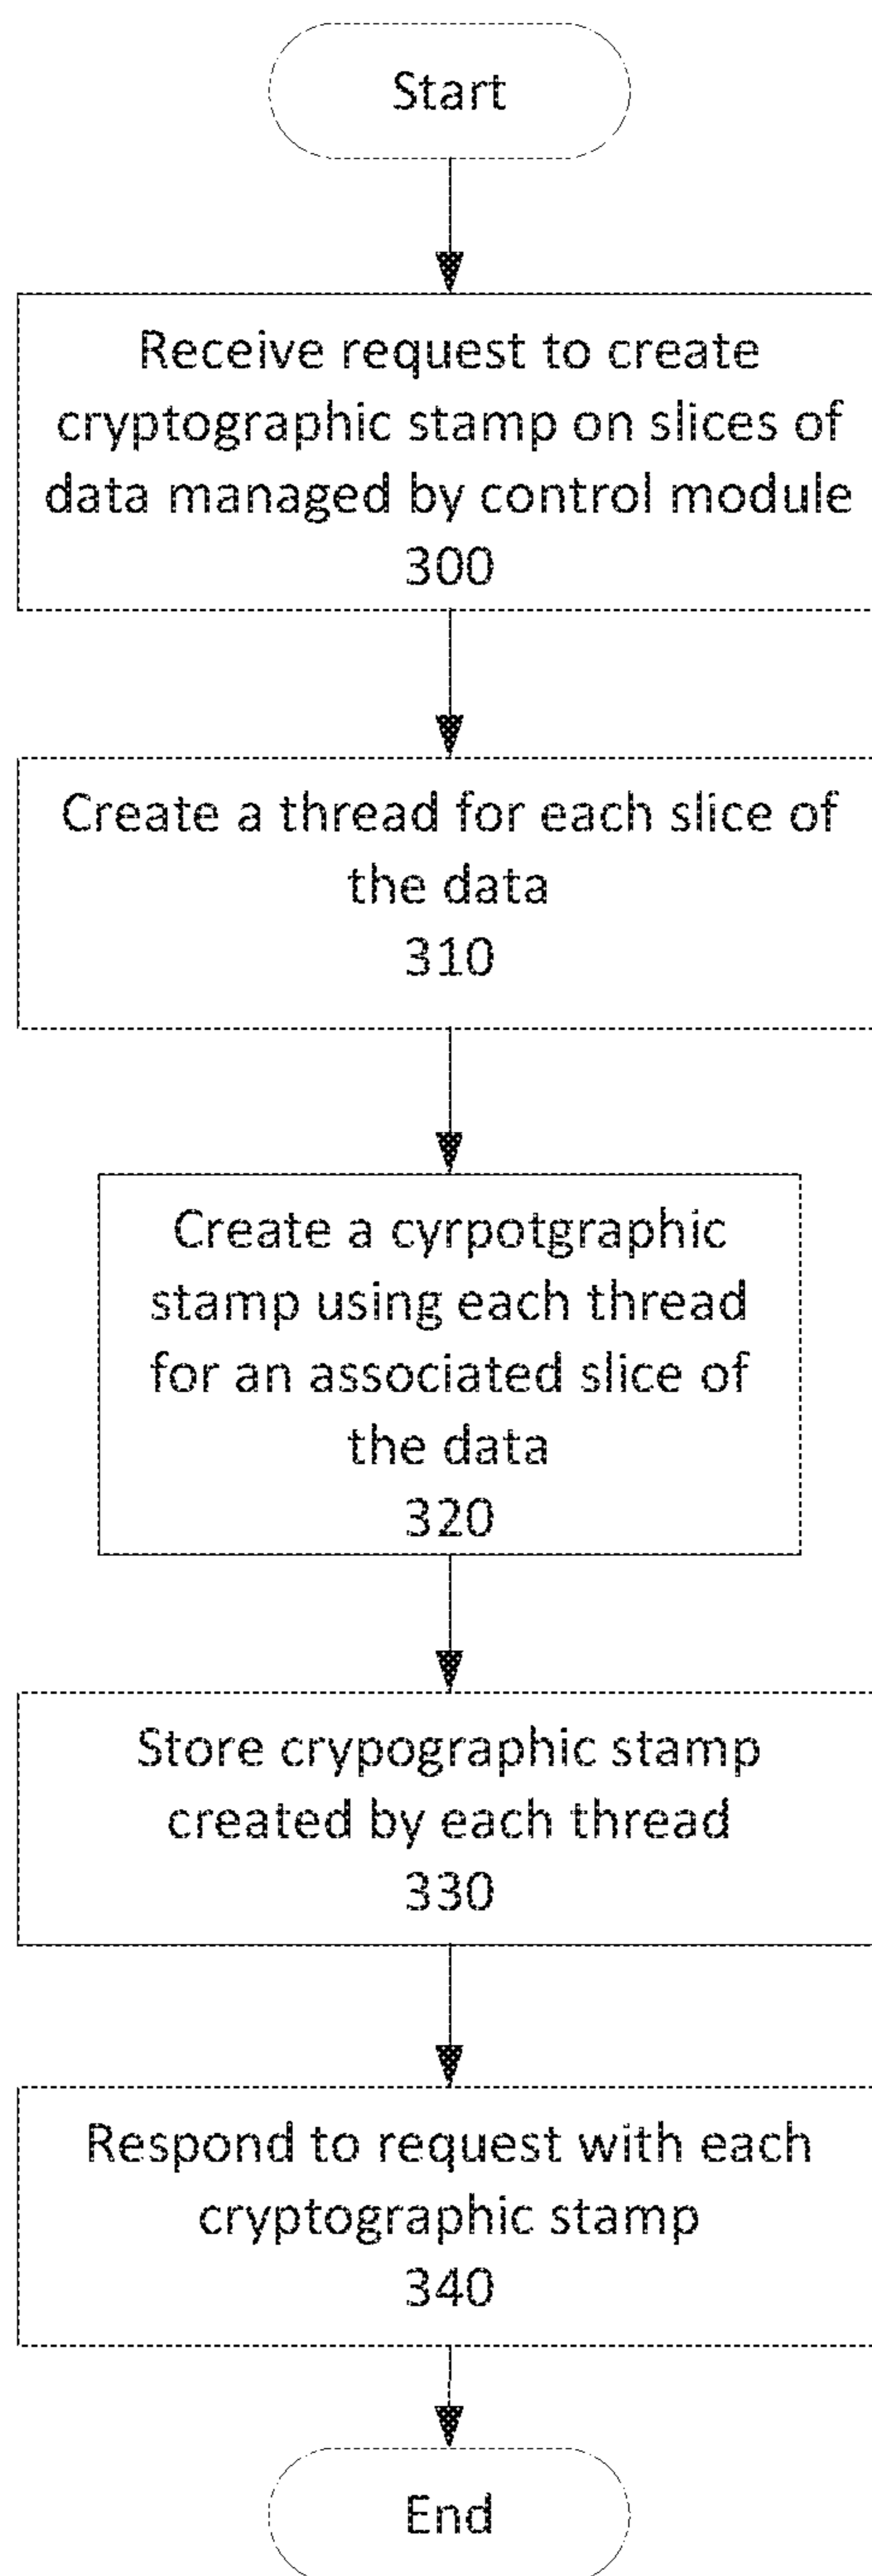 Start
Receive request to create
cryptographic stamp on slices of
data managed by control module
300
Create a thread for each slice of
the data
310
Create a cyrpotgraphic
stamp using each thread
for an associated slice of
the data
320
Store crypographic stamp
created by each thread
330
Respond to request with each
cryptographic stamp
340
End